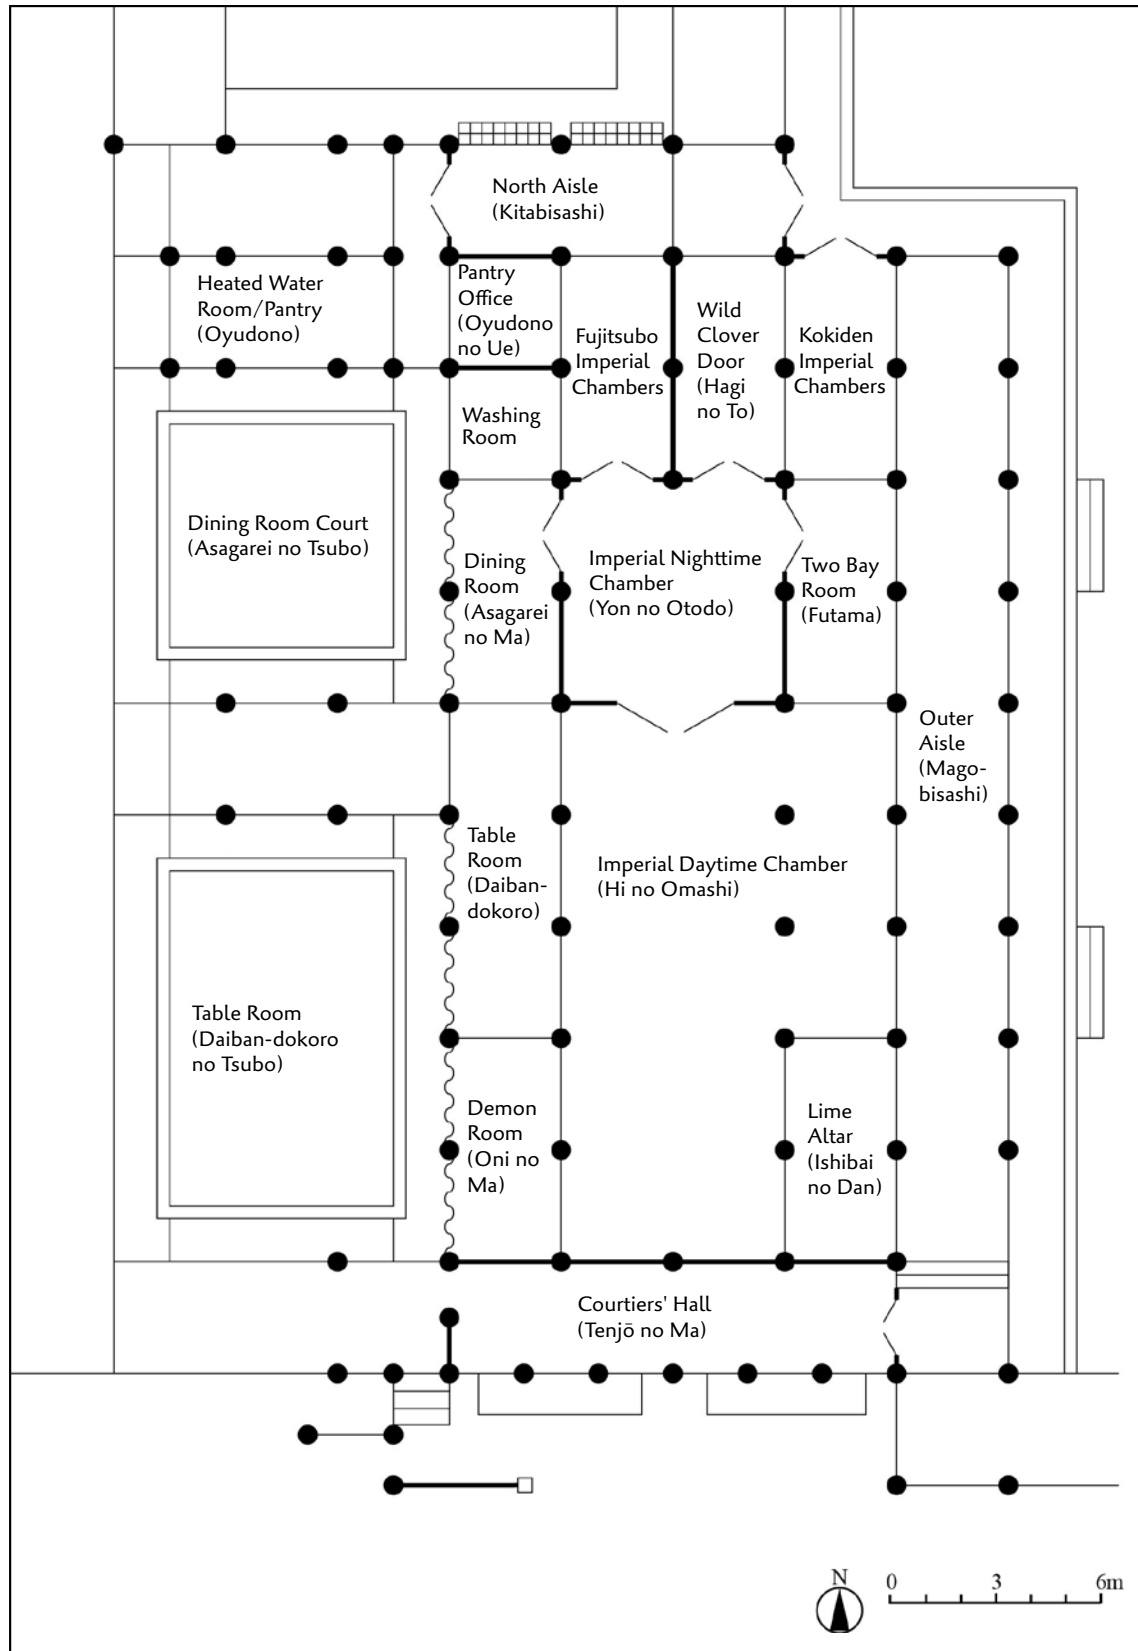 North Aisle
(Kitabisashi)
Heated Water
Room/Pantry
(Oyudono)
Pantry
Office
(Oyudono
no Ue)
Fujitsubo
Imperial
Chambers
Wild
Clover
Door
(Hagi
no To)
Kokiden
Imperial
Chambers
Washing
Room
Dining Room Court
(Asagarei no Tsubo)
Dining
Room
(Asagarei
no Ma)
Imperial Nighttime
Chamber
(Yon no Otodo)
Two Bay
Room
(Futama)
Outer
Aisle
(Mago-
bisashi)
Table
Room
(Daiban-
dokoro)
Imperial Daytime Chamber
(Hi no Omashi)
Table Room
(Daiban-dokoro
no Tsubo)
Demon
Room
(Oni no
Ma)
Lime
Altar
(Ishibai
no Dan)
Courtiers' Hall
(Tenjō no Ma)
N
0 3 6m